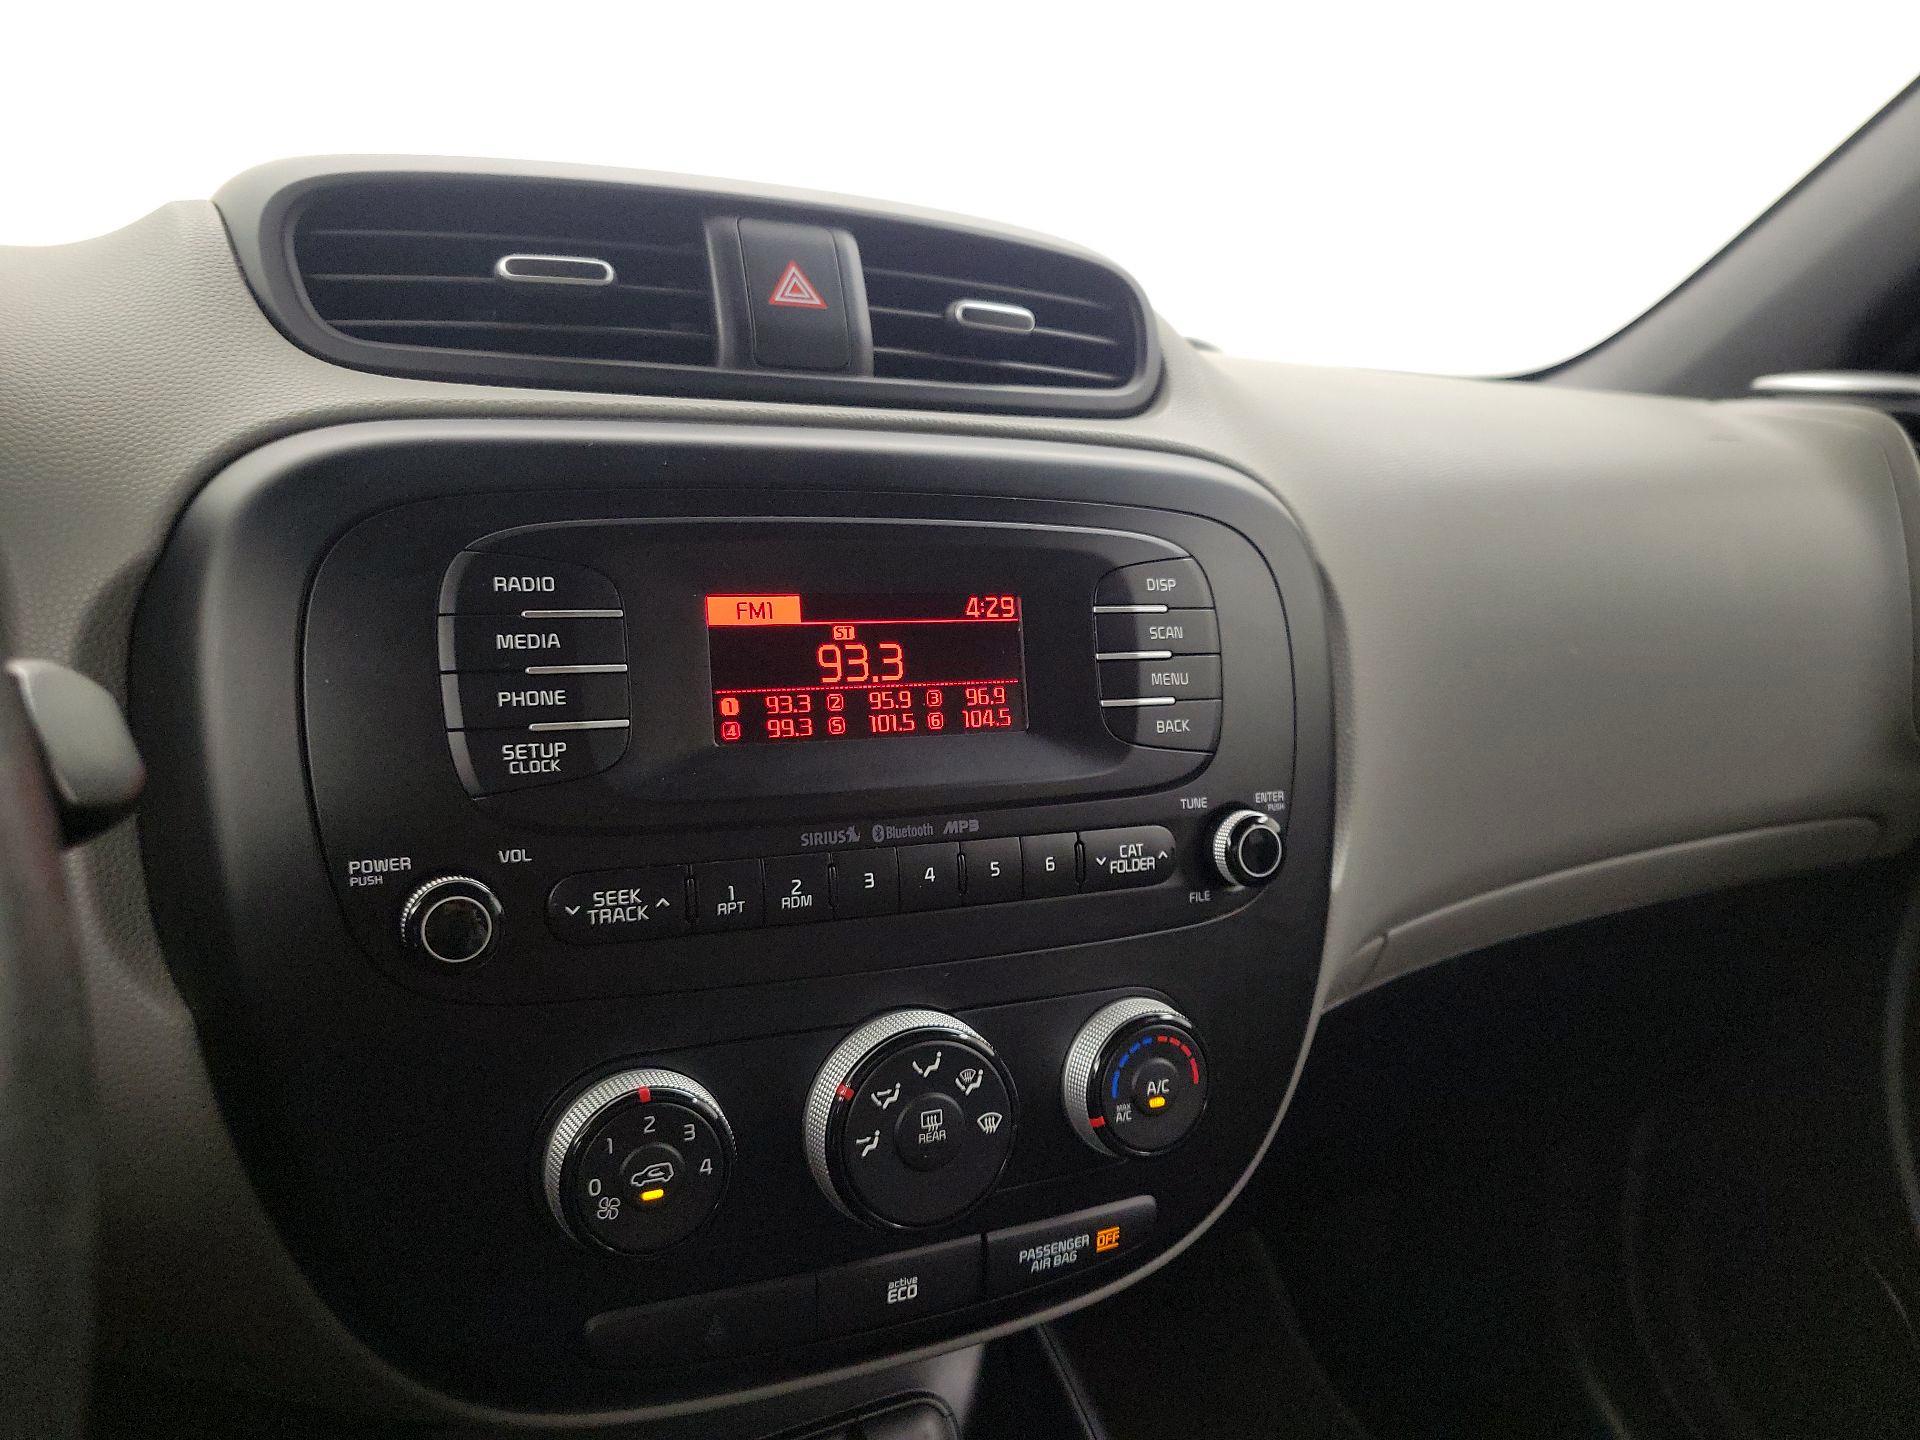 RADIO
MEDIA
PHONE
SETUP
CLOCK
FM1 4:29
ST
93.3
1 93.3 2 95.9 3 96.9
4 99.3 5 101.5 6 104.5
DISP
SCAN
MENU
BACK
SIRIUS Bluetooth MP3
POWER
PUSH
VOL
SEEK
TRACK
1
RPT
2
RDM
3
4
5
6
CAT
FOLDER
TUNE
ENTER
PUSH
FILE
0 1 2 3 4
REAR
A/C
MAX
A/C
active
ECO
PASSENGER
AIR BAG
OFF